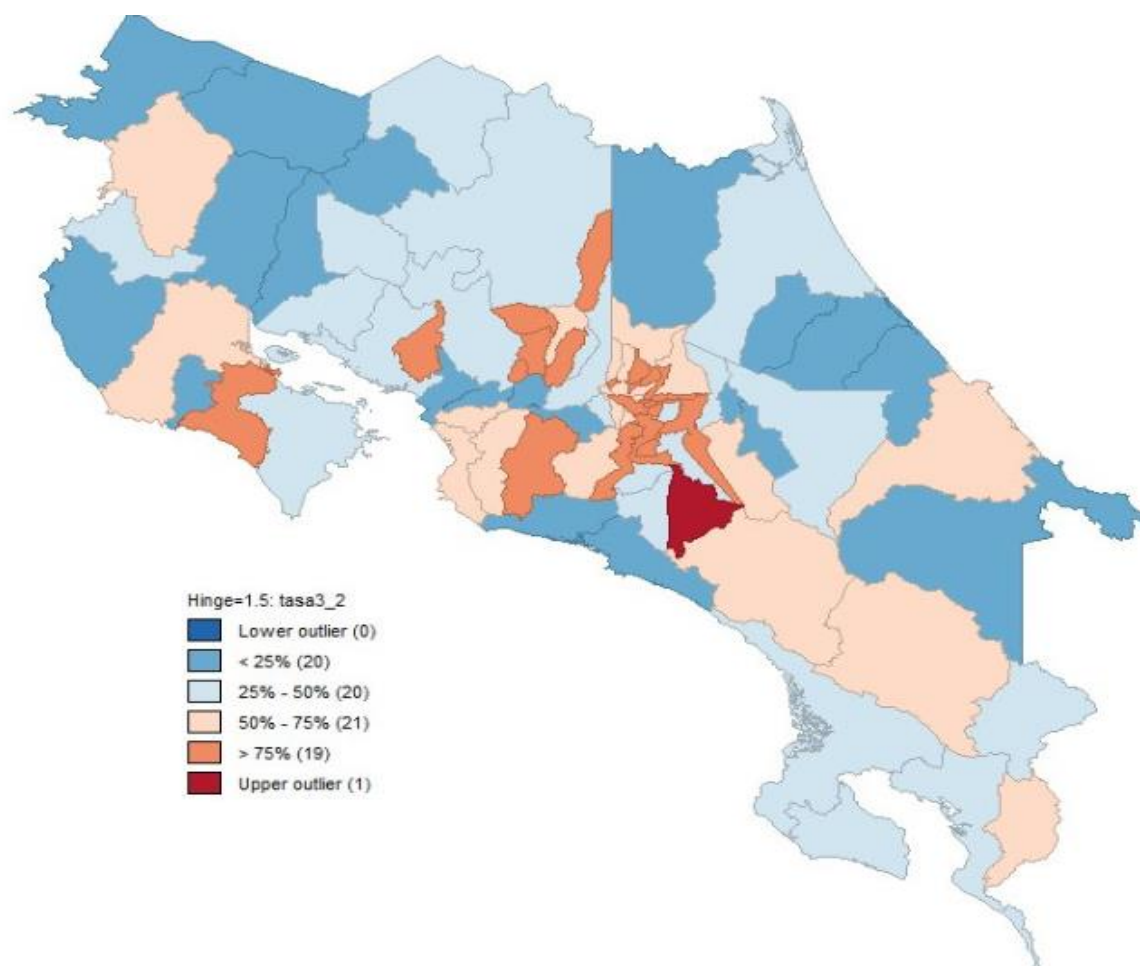 Hinge=1.5: tasa3_2
Lower outlier (0)
< 25% (20)
25% - 50% (20)
50% - 75% (21)
> 75% (19)
Upper outlier (1)